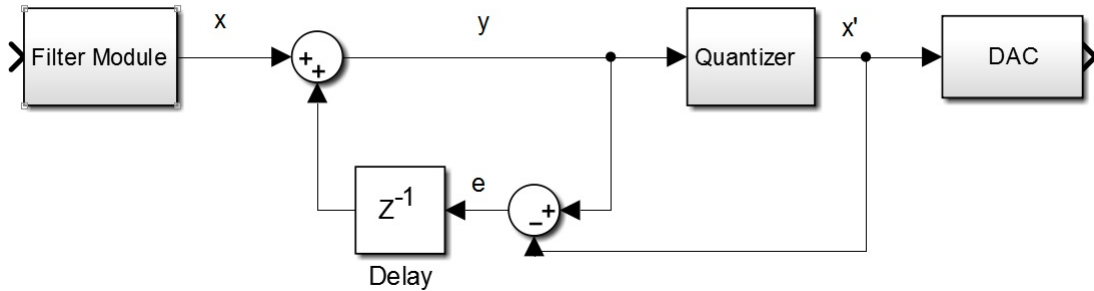 x
y
x'
Filter Module
+
+
Quantizer
DAC
e
Z-1
+
−
Delay